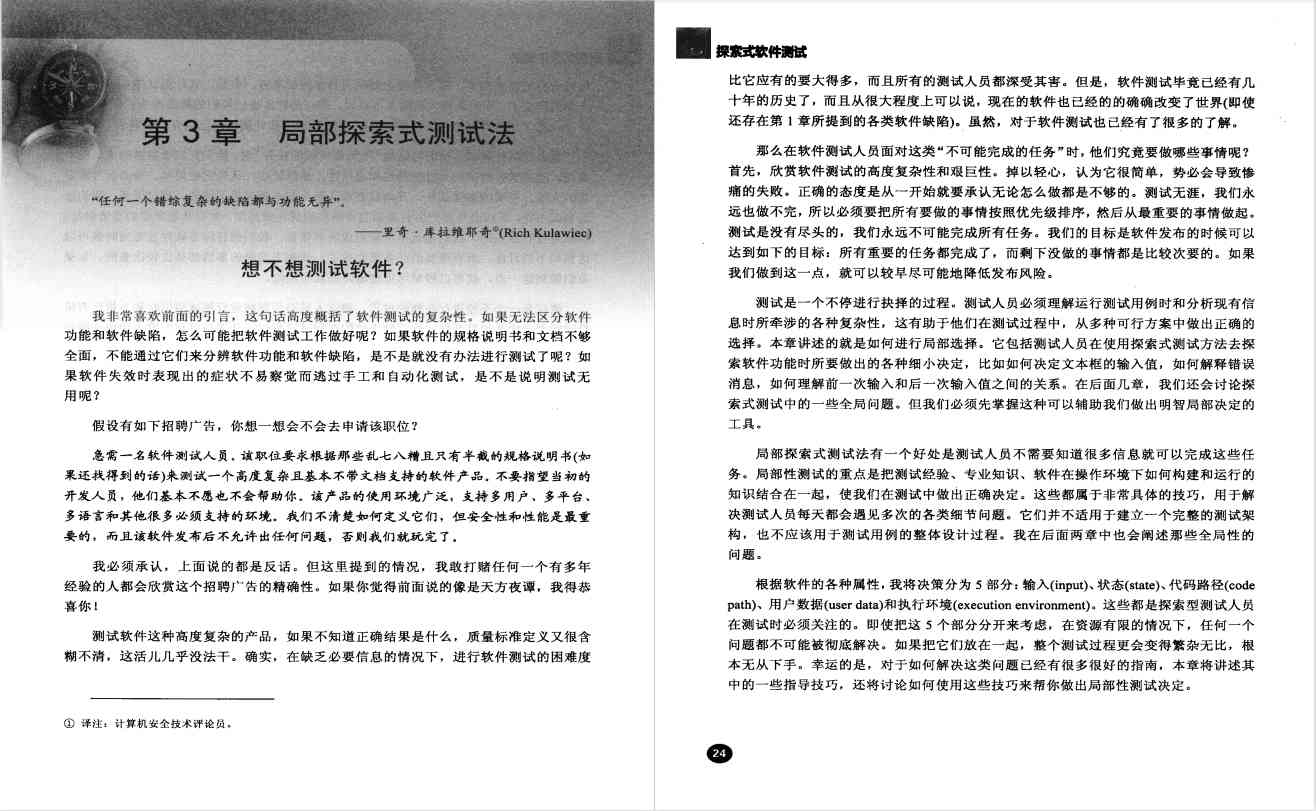 第 3 章 局部探索式测试法
“任何一个错综复杂的缺陷都与功能无异”。
——里奇·库拉维耶奇①(Rich Kulawiec)
想不想测试软件？
我非常喜欢前面的引言，这句话高度概括了软件测试的复杂性。如果无法区分软件
功能和软件缺陷，怎么可能把软件测试工作做好呢？如果软件的规格说明书和文档不够
全面，不能通过它们来分辨软件功能和软件缺陷，是不是就没有办法进行测试了呢？如
果软件失效时表现出的症状不易察觉而逃过手工和自动化测试，是不是说明测试无
用呢？
假设有如下招聘广告，你想一想会不会去申请该职位？
急需一名软件测试人员。该职位要求根据那些乱七八糟且只有半截的规格说明书(如
果还找得到的话)来测试一个高度复杂且基本不带文档支持的软件产品。不要指望当初的
开发人员，他们基本不愿也不会帮助你。该产品的使用环境广泛，支持多用户、多平台、
多语言和其他很多必须支持的环境。我们不清楚如何定义它们，但安全性和性能是最重
要的，而且该软件发布后不允许出任何问题，否则我们就玩完了。
我必须承认，上面说的都是反话。但这里提到的情况，我敢打赌任何一个有多年
经验的人都会欣赏这个招聘广告的精确性。如果你觉得前面说的像是天方夜谭，我得恭
喜你！
测试软件这种高度复杂的产品，如果不知道正确结果是什么，质量标准定义又很含
糊不清，这活儿几乎没法干。确实，在缺乏必要信息的情况下，进行软件测试的困难度
① 译注：计算机安全技术评论员。
探索式软件测试
比它应有的要大得多，而且所有的测试人员都深受其害。但是，软件测试毕竟已经有几
十年的历史了，而且从很大程度上可以说，现在的软件也已经的的确确改变了世界(即使
还存在第 1 章所提到的各类软件缺陷)。虽然，对于软件测试也已经有了很多的了解。
那么在软件测试人员面对这类“不可能完成的任务”时，他们究竟要做哪些事情呢？
首先，欣赏软件测试的高度复杂性和艰巨性。掉以轻心，认为它很简单，势必会导致惨
痛的失败。正确的态度是从一开始就要承认无论怎么做都是不够的。测试无涯，我们永
远也做不完，所以必须要把所有要做的事情按照优先级排序，然后从最重要的事情做起。
测试是没有尽头的，我们永远不可能完成所有任务。我们的目标是软件发布的时候可以
达到如下的目标：所有重要的任务都完成了，而剩下没做的事情都是比较次要的。如果
我们做到这一点，就可以较早尽可能地降低发布风险。
测试是一个不停进行抉择的过程。测试人员必须理解运行测试用例时和分析现有信
息时所牵涉的各种复杂性，这有助于他们在测试过程中，从多种可行方案中做出正确的
选择。本章讲述的就是如何进行局部选择。它包括测试人员在使用探索式测试方法去探
索软件功能时所要做出的各种细小决定，比如如何决定文本框的输入值，如何解释错误
消息，如何理解前一次输入和后一次输入值之间的关系。在后面几章，我们还会讨论探
索式测试中的一些全局问题。但我们必须先掌握这种可以辅助我们做出明智局部决定的
工具。
局部探索式测试法有一个好处是测试人员不需要知道很多信息就可以完成这些任
务。局部性测试的重点是把测试经验、专业知识、软件在操作环境下如何构建和运行的
知识结合在一起，使我们在测试中做出正确决定。这些都属于非常具体的技巧，用于解
决测试人员每天都会遇见多次的各类细节问题。它们并不适用于建立一个完整的测试架
构，也不应该用于测试用例的整体设计过程。我在后面两章中也会阐述那些全局性的
问题。
根据软件的各种属性，我将决策分为 5 部分：输入(input)、状态(state)、代码路径(code
path)、用户数据(user data)和执行环境(execution environment)。这些都是探索型测试人员
在测试时必须关注的。即使把这 5 个部分分开来考虑，在资源有限的情况下，任何一个
问题都不可能被彻底解决。如果把它们放在一起，整个测试过程更会变得繁杂无比，根
本无从下手。幸运的是，对于如何解决这类问题已经有很多很好的指南，本章将讲述其
中的一些指导技巧，还将讨论如何使用这些技巧来帮你做出局部性测试决定。
24